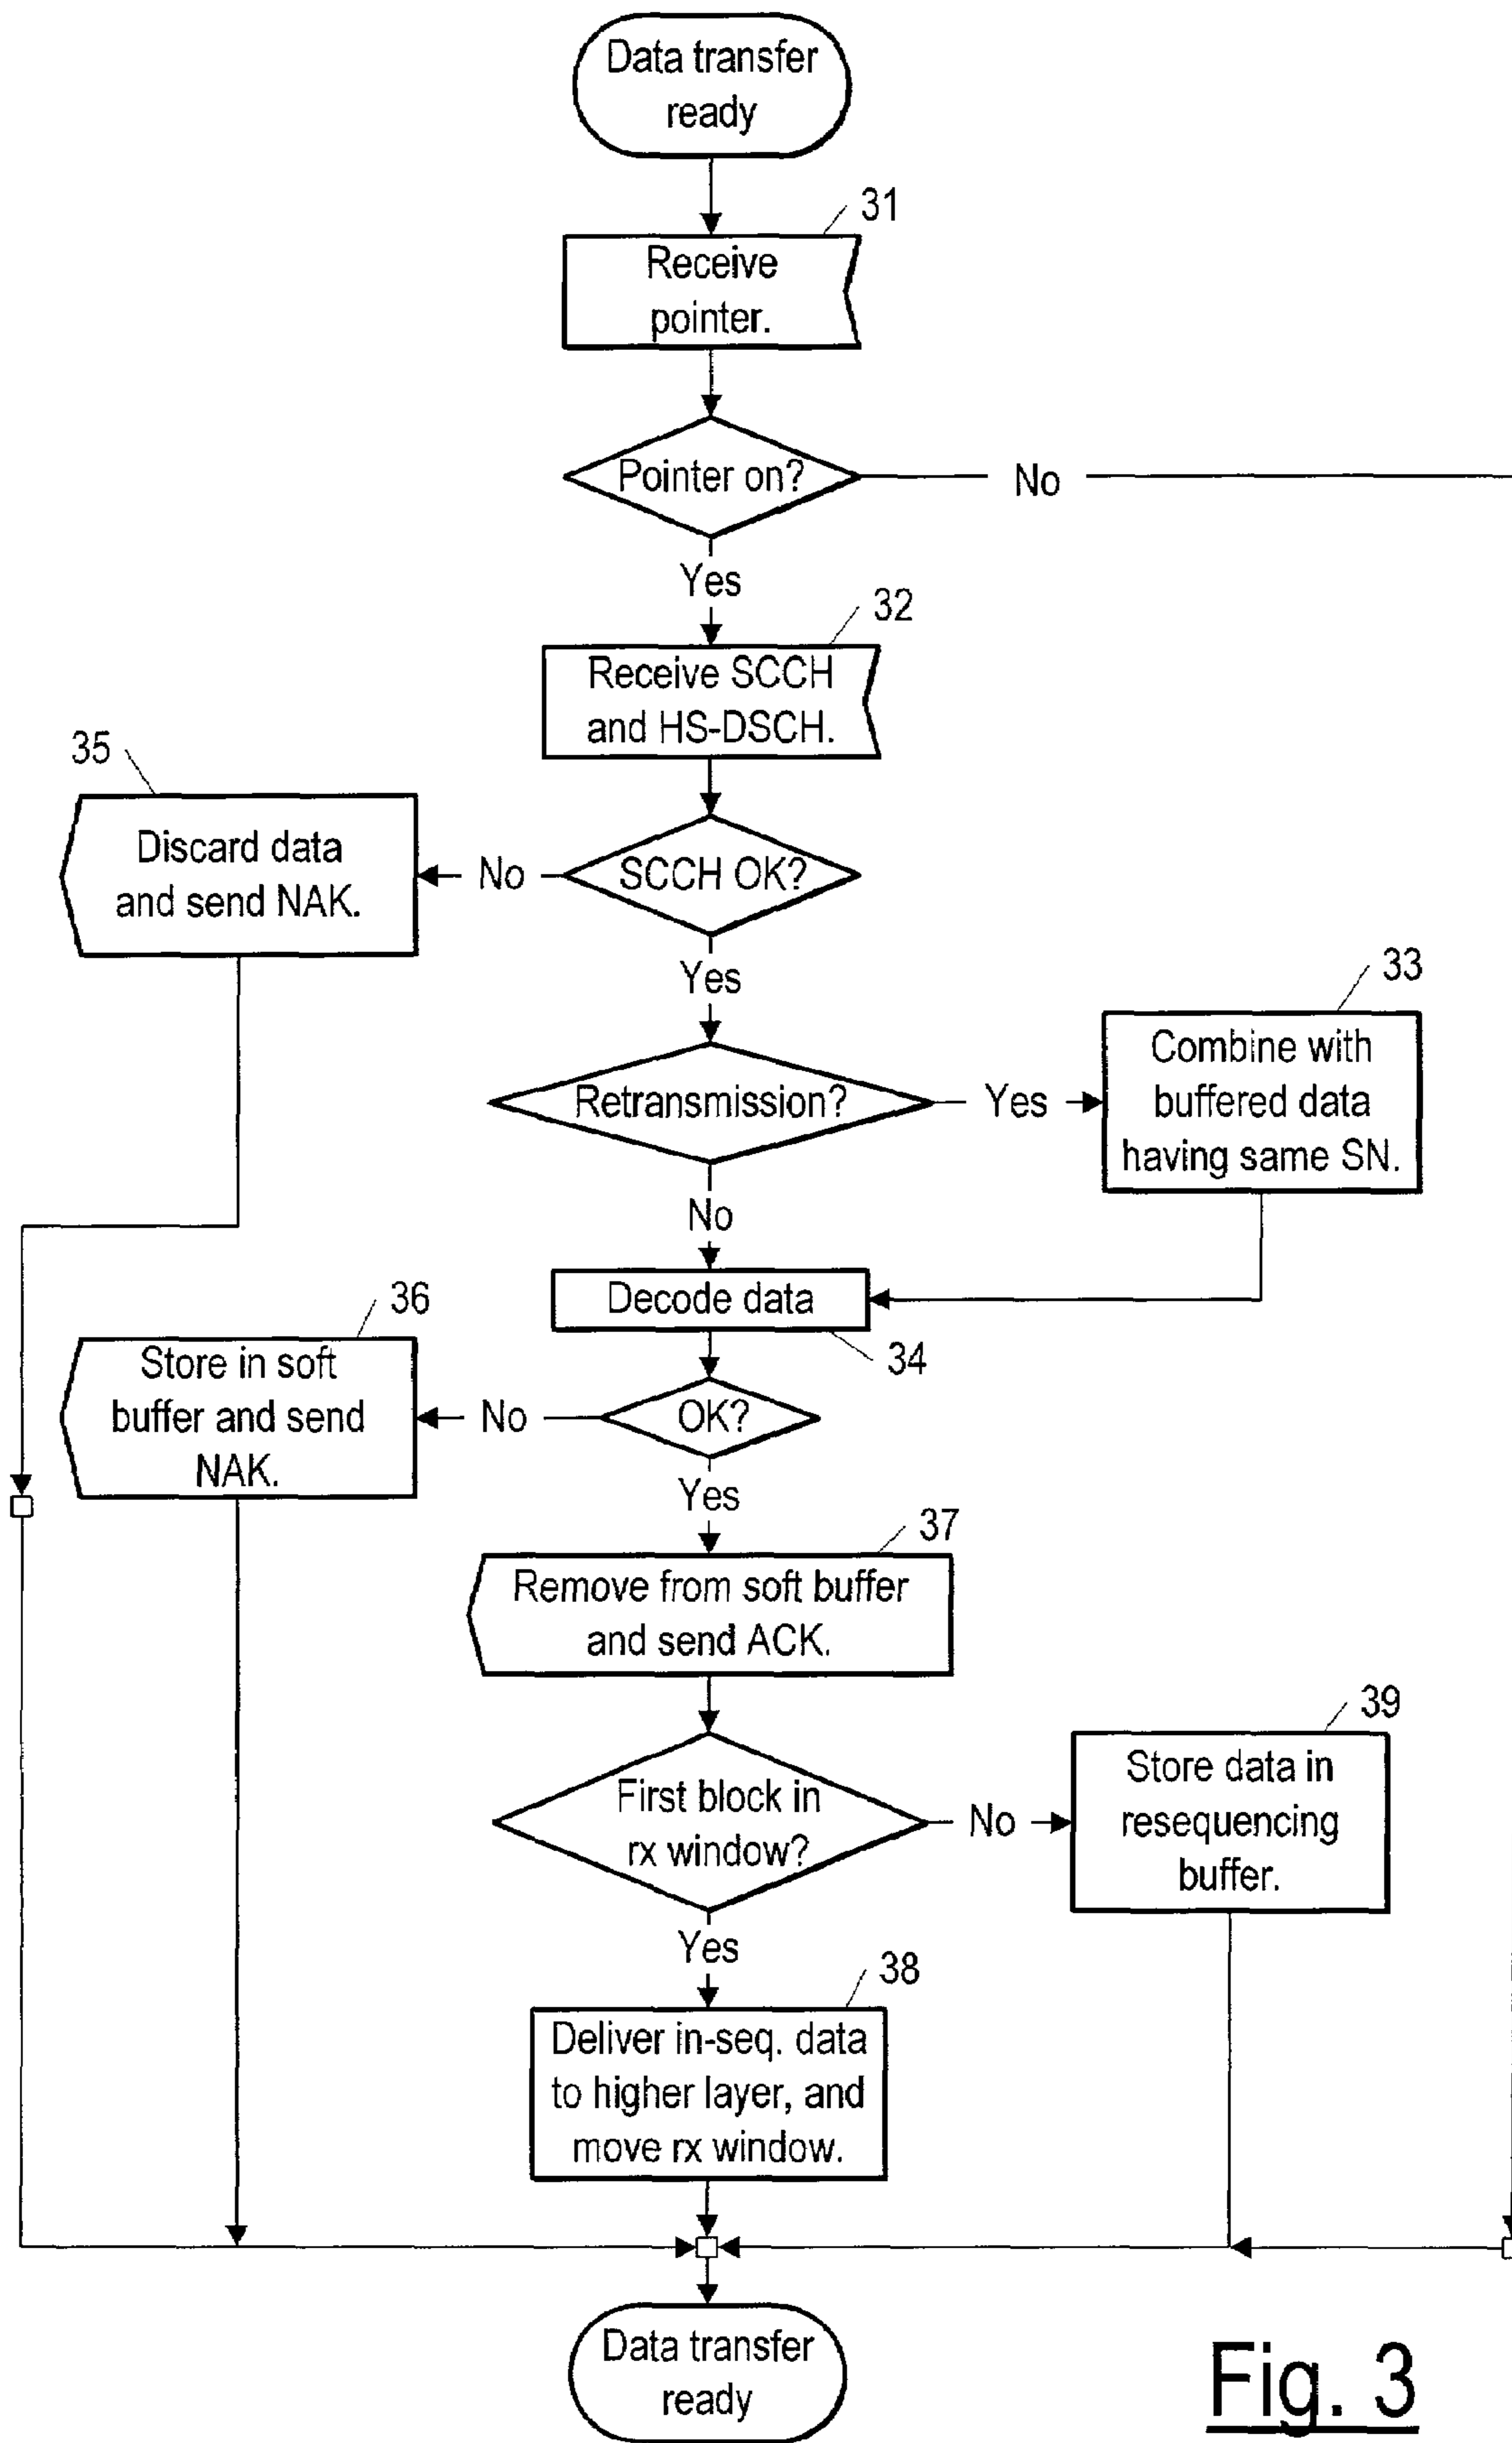 Data transfer
ready
31
Receive
pointer.
Pointer on?
No
Yes
32
Receive SCCH
and HS-DSCH.
35
Discard data
and send NAK.
No
SCCH OK?
Yes
33
Combine with
buffered data
having same SN.
Retransmission?
Yes
No
Decode data
34
36
Store in soft
buffer and send
NAK.
No
OK?
Yes
37
Remove from soft buffer
and send ACK.
39
Store data in
resequencing
buffer.
First block in
rx window?
No
Yes
38
Deliver in-seq. data
to higher layer, and
move rx window.
Data transfer
ready
Fig. 3